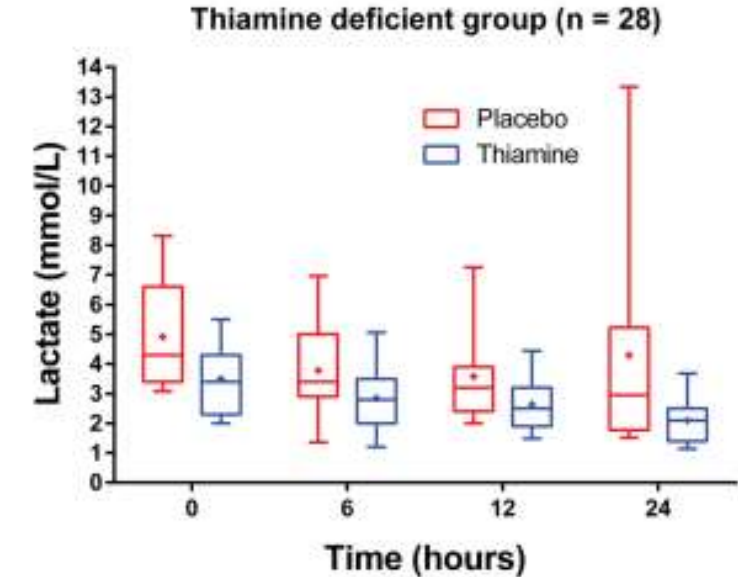 Thiamine deficient group (n = 28)
Lactate (mmol/L)
14
13
12
11
10
9
8
7
6
5
4
3
2
1
0
Placebo
Thiamine
0 6 12 24
Time (hours)